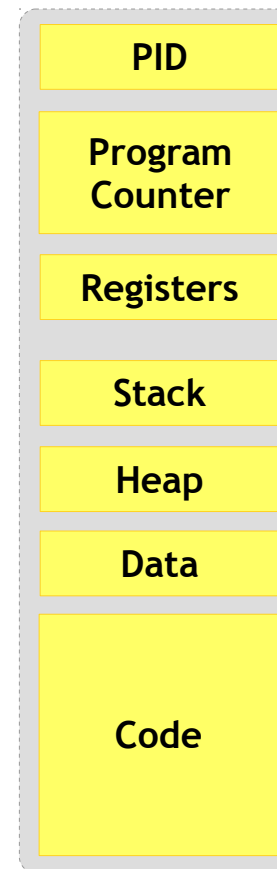 PID
Program
Counter
Registers
Stack
Heap
Data
Code